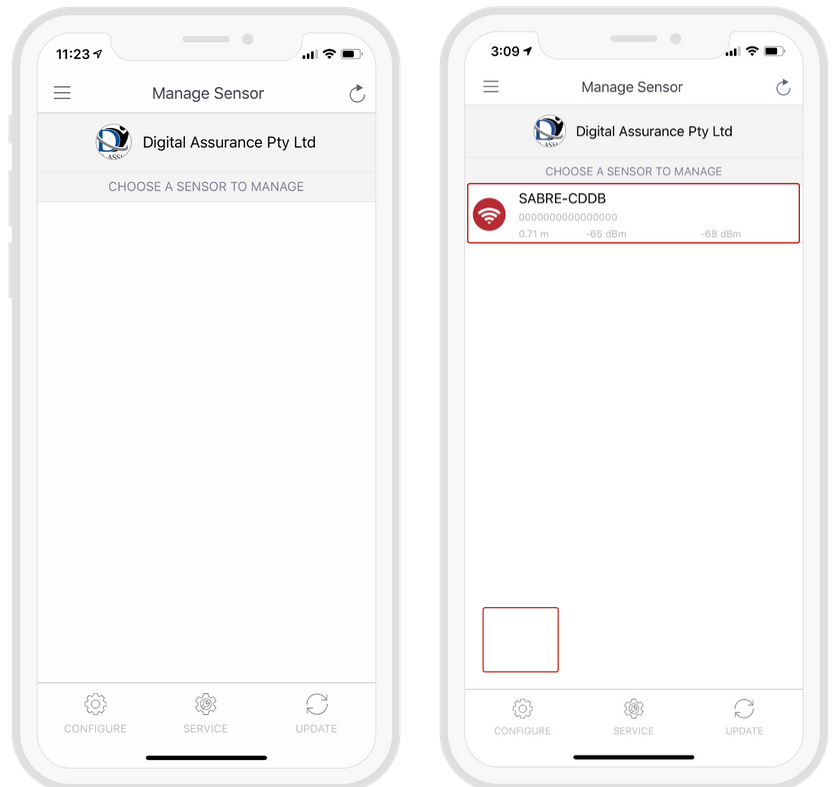 11:23
Manage Sensor
Digital Assurance Pty Ltd
CHOOSE A SENSOR TO MANAGE
CONFIGURE
SERVICE
UPDATE
3:09
Manage Sensor
Digital Assurance Pty Ltd
CHOOSE A SENSOR TO MANAGE
SABRE-CDDB
0000000000000000
0.71 m -65 dBm -68 dBm
CONFIGURE
SERVICE
UPDATE